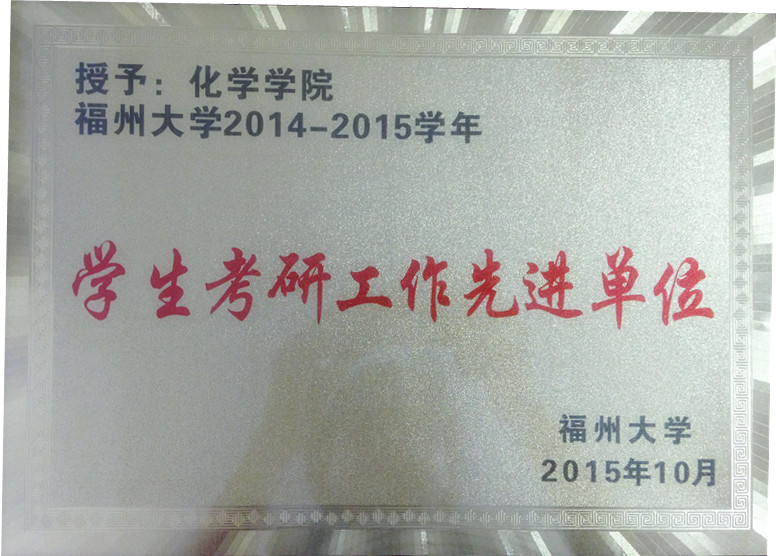 授予：化学学院
福州大学2014-2015学年
学生考研工作先进单位
福州大学
2015年10月